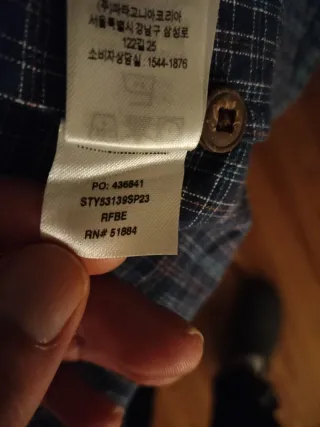 (주)파타고니아코리아
서울특별시 강남구 삼성로
122길 25
소비자상담실 : 1544-1876
PO; 436841
STY53139SP23
RFBE
RN# 51884